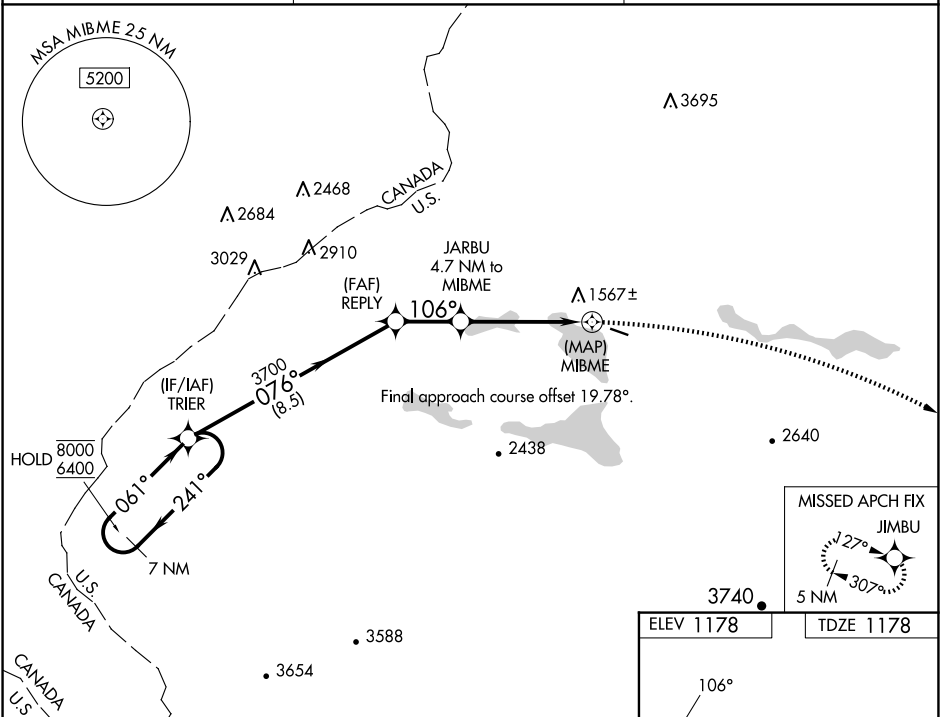 MSA MIBME 25 NM
5200
3695
CANADA
U.S.
2468
2684
2910
3029
JARBU
4.7 NM to
MIBME
(FAF)
REPLY
106°
1567±
(MAP)
MIBME
(IF/IAF)
TRIER
3700
076°
(8.5)
Final approach course offset 19.78°.
HOLD 8000
6400
061°
241°
7 NM
2438
2640
U.S.
CANADA
MISSED APCH FIX
JIMBU
127°
307°
5 NM
3740
3588
3654
ELEV 1178
TDZE 1178
106°
CANADA
U.S